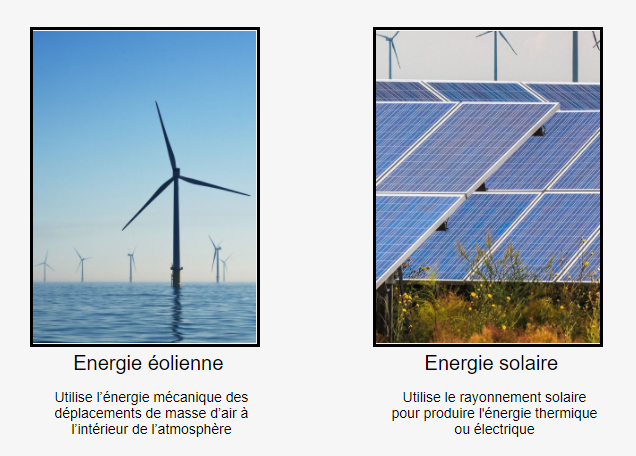 Energie éolienne
Utilise l’énergie mécanique des
déplacements de masse d’air à
l’intérieur de l’atmosphère
Energie solaire
Utilise le rayonnement solaire
pour produire l'énergie thermique
ou électrique